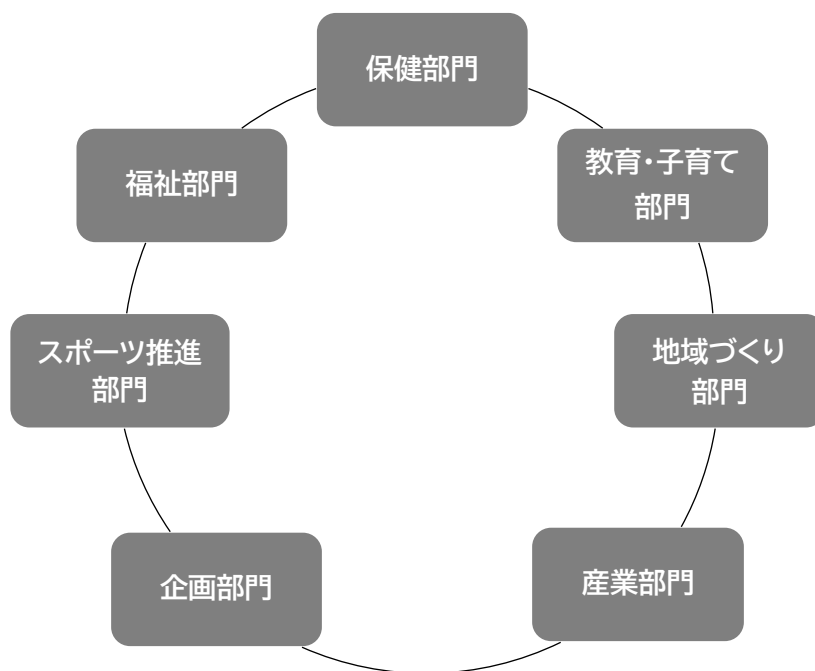 保健部門
教育・子育て
部門
地域づくり
部門
産業部門
企画部門
スポーツ推進
部門
福祉部門